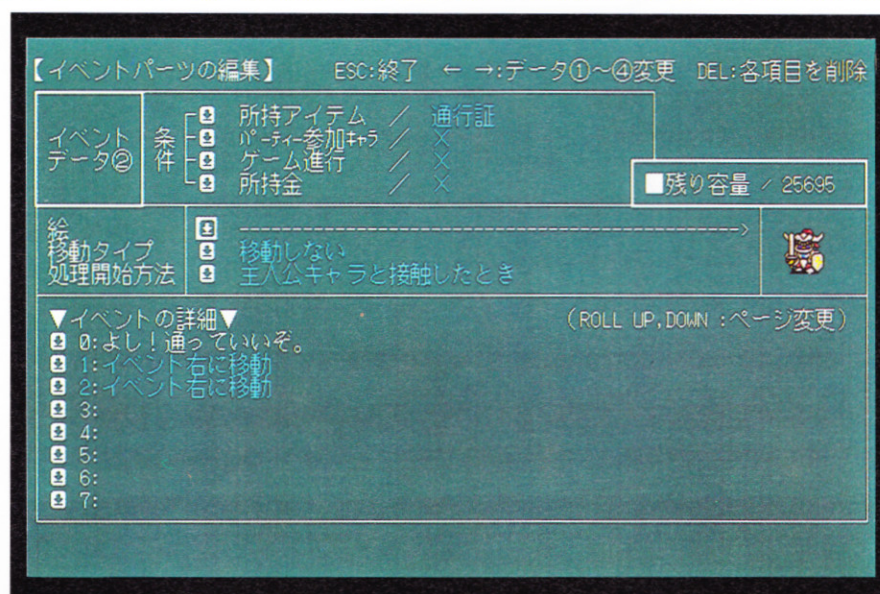 【イベントパーツの編集】 ESC:終了 ← →:データ①~④変更 DEL:各項目を削除
イベント
データ②
条件
所持アイテム / 通行証
パーティー参加キャラ / ×
ゲーム進行 / ×
所持金 / ×
■残り容量 / 25695
絵 ---------------------------------------------------------->
移動タイプ 移動しない
処理開始方法 主人公キャラと接触したとき
▼イベントの詳細▼ (ROLL UP,DOWN :ページ変更)
0:よし!通っていいぞ。
1:イベント右に移動
2:イベント右に移動
3:
4:
5:
6:
7: